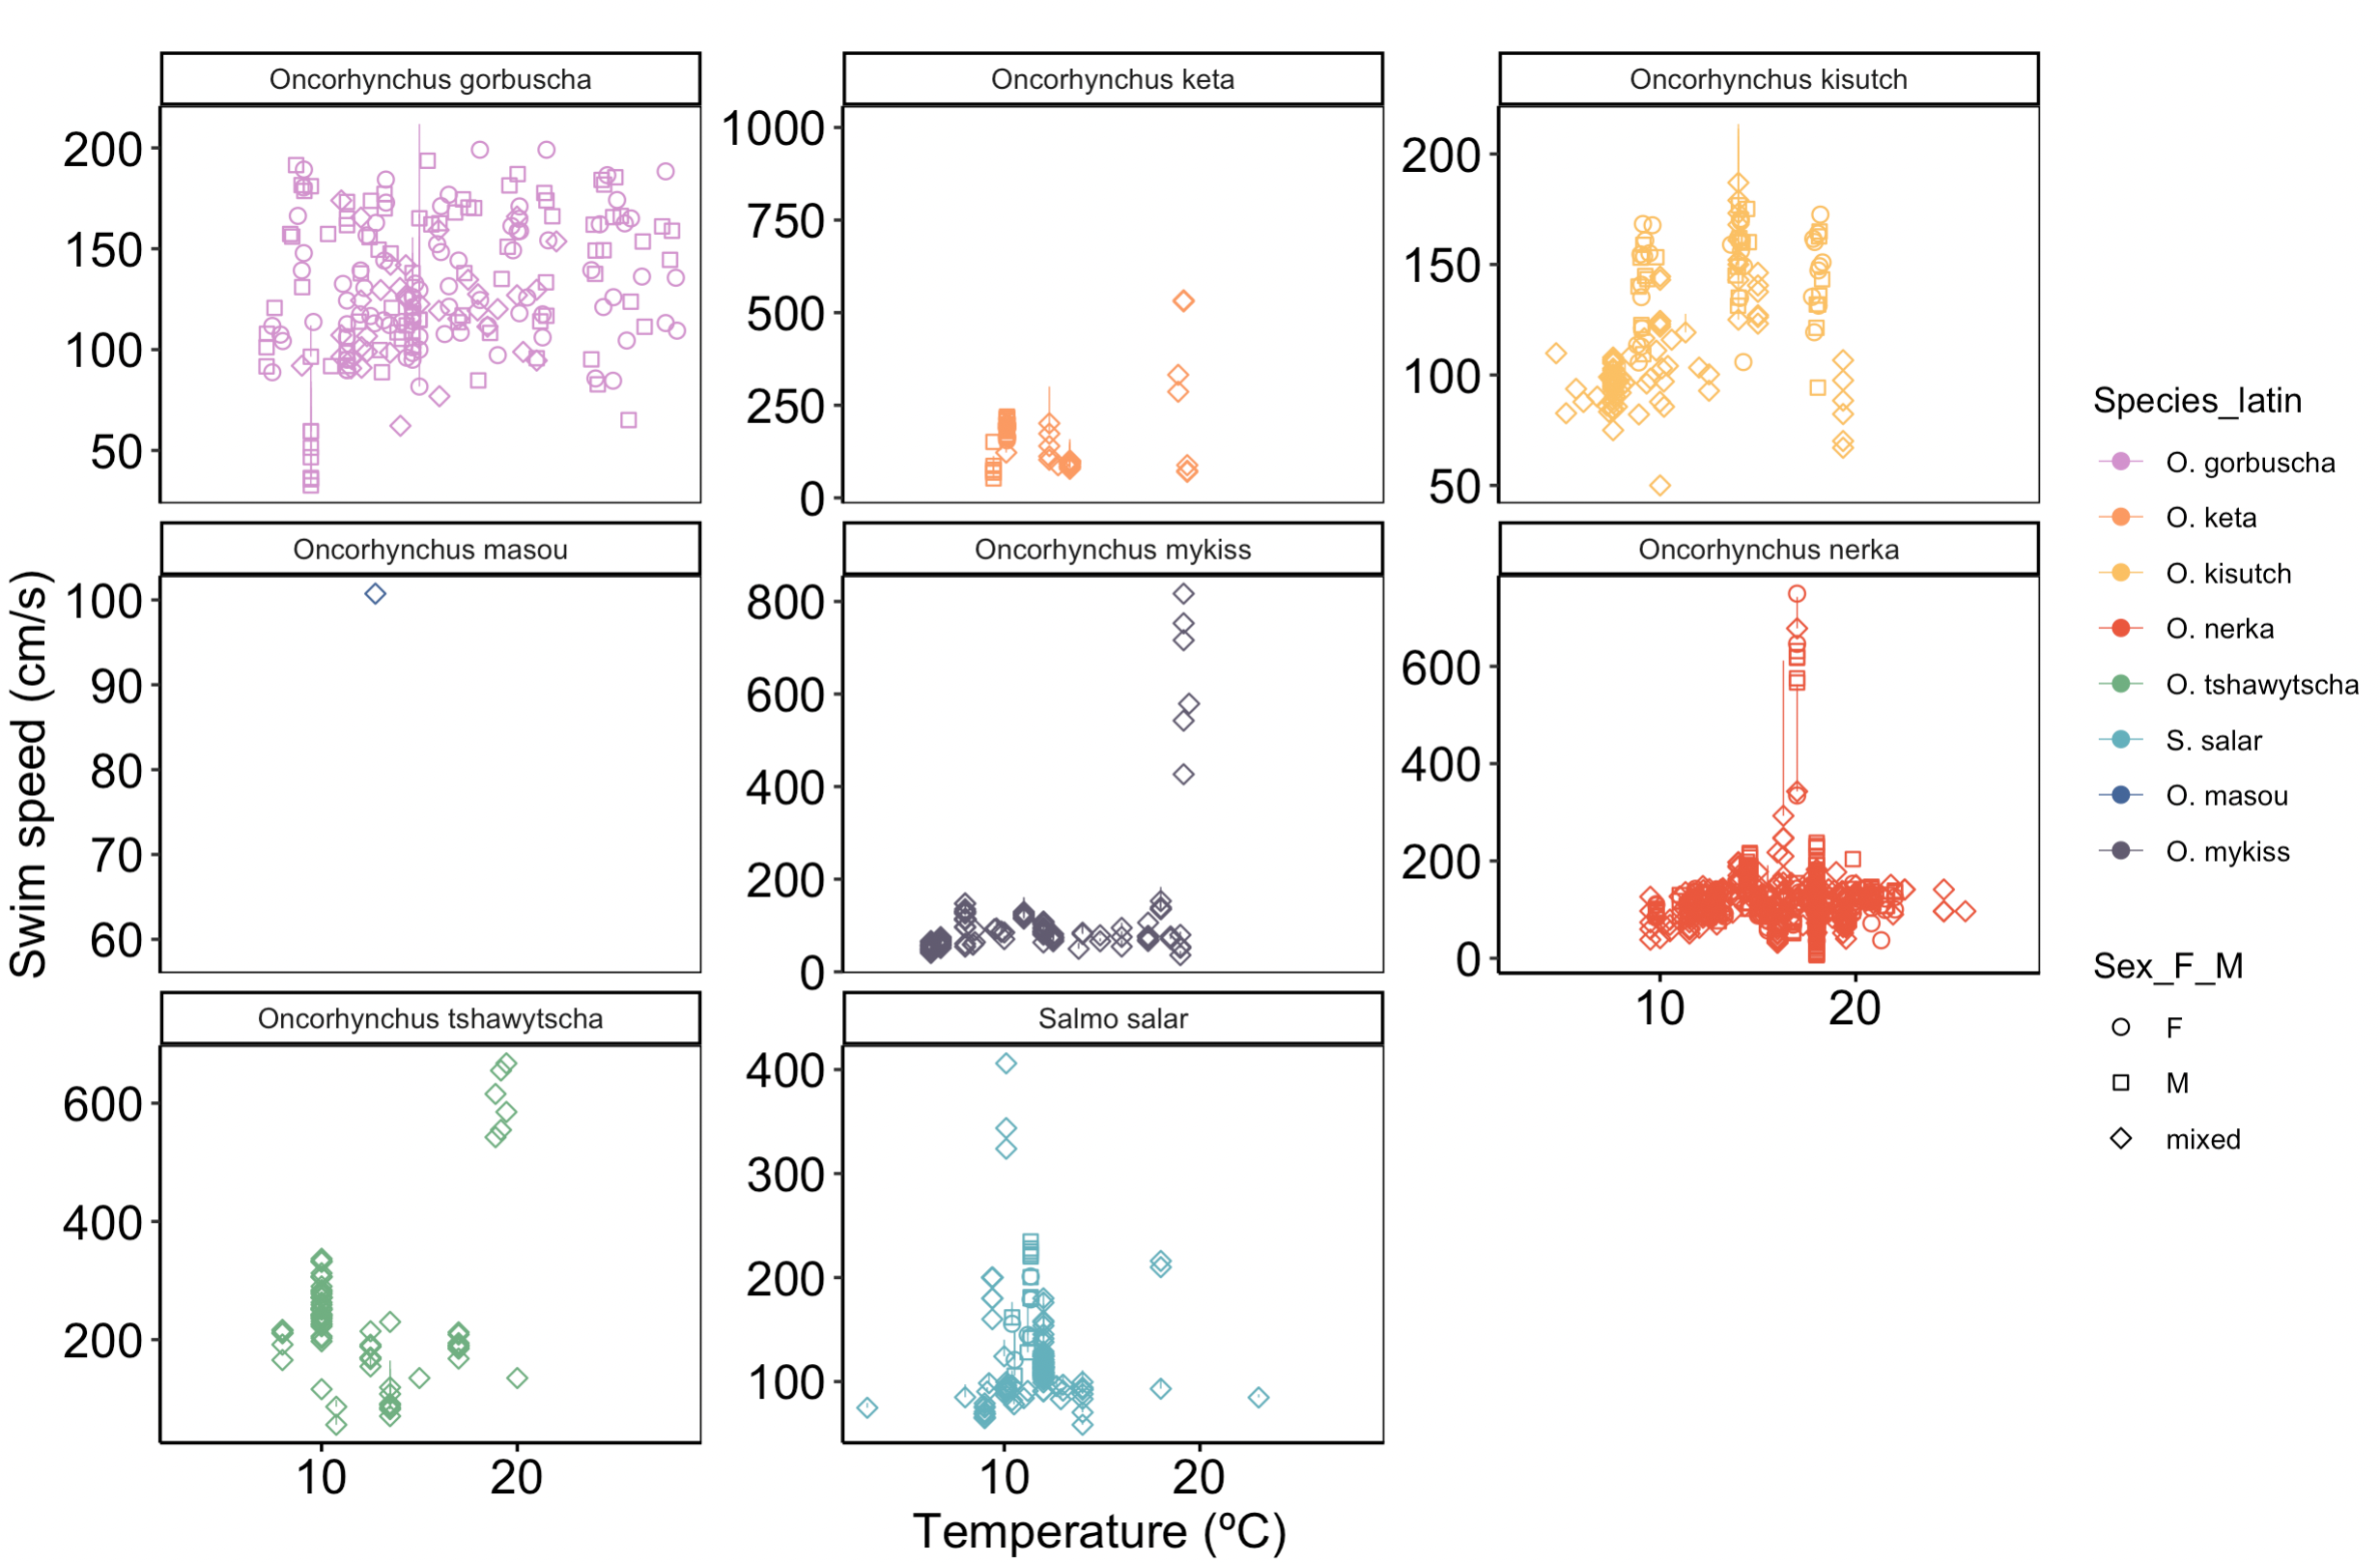 Oncorhynchus gorbuscha
Oncorhynchus keta
Oncorhynchus kisutch
200
150
100
50
1000
750
500
250
0
200
150
100
50
Oncorhynchus masou
Oncorhynchus mykiss
Oncorhynchus nerka
100
90
80
70
60
800
600
400
200
0
600
400
200
0
10
20
Oncorhynchus tshawytscha
Salmo salar
600
400
200
10
20
400
300
200
100
10
20
Swim speed (cm/s)
Temperature (ºC)
Species_latin
O. gorbuscha
O. keta
O. kisutch
O. nerka
O. tshawytscha
S. salar
O. masou
O. mykiss
Sex_F_M
F
M
mixed